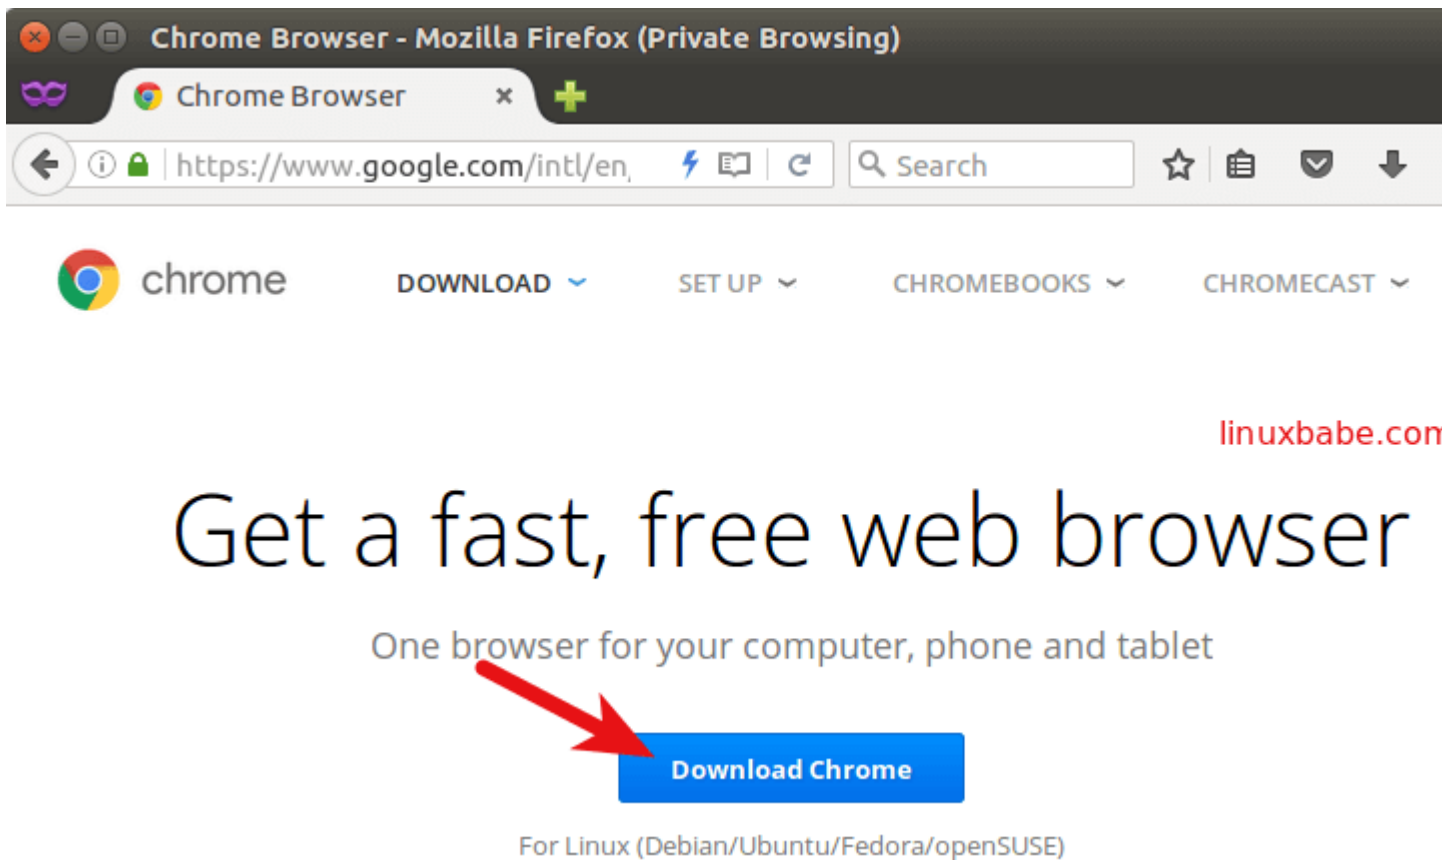 Chrome Browser - Mozilla Firefox (Private Browsing)
Chrome Browser
https://www.google.com/intl/en/ Search
chrome DOWNLOAD SET UP CHROMEBOOKS CHROMECAST
linuxbabe.com
Get a fast, free web browser
One browser for your computer, phone and tablet
Download Chrome
For Linux (Debian/Ubuntu/Fedora/openSUSE)